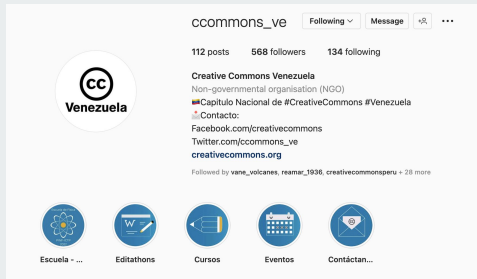 ccommons_ve Following Message
112 posts 568 followers 134 following
cc
Venezuela
Creative Commons Venezuela
Non-governmental organisation (NGO)
Capitulo Nacional de #CreativeCommons #Venezuela
Contacto:
Facebook.com/creativecommons
Twitter.com/ccommons_ve
creativecommons.org
Followed by vane_volcanes, reamar_1936, creativecommonsperu + 28 more
W
Escuela - ... Editathons Cursos Eventos Contáctan...